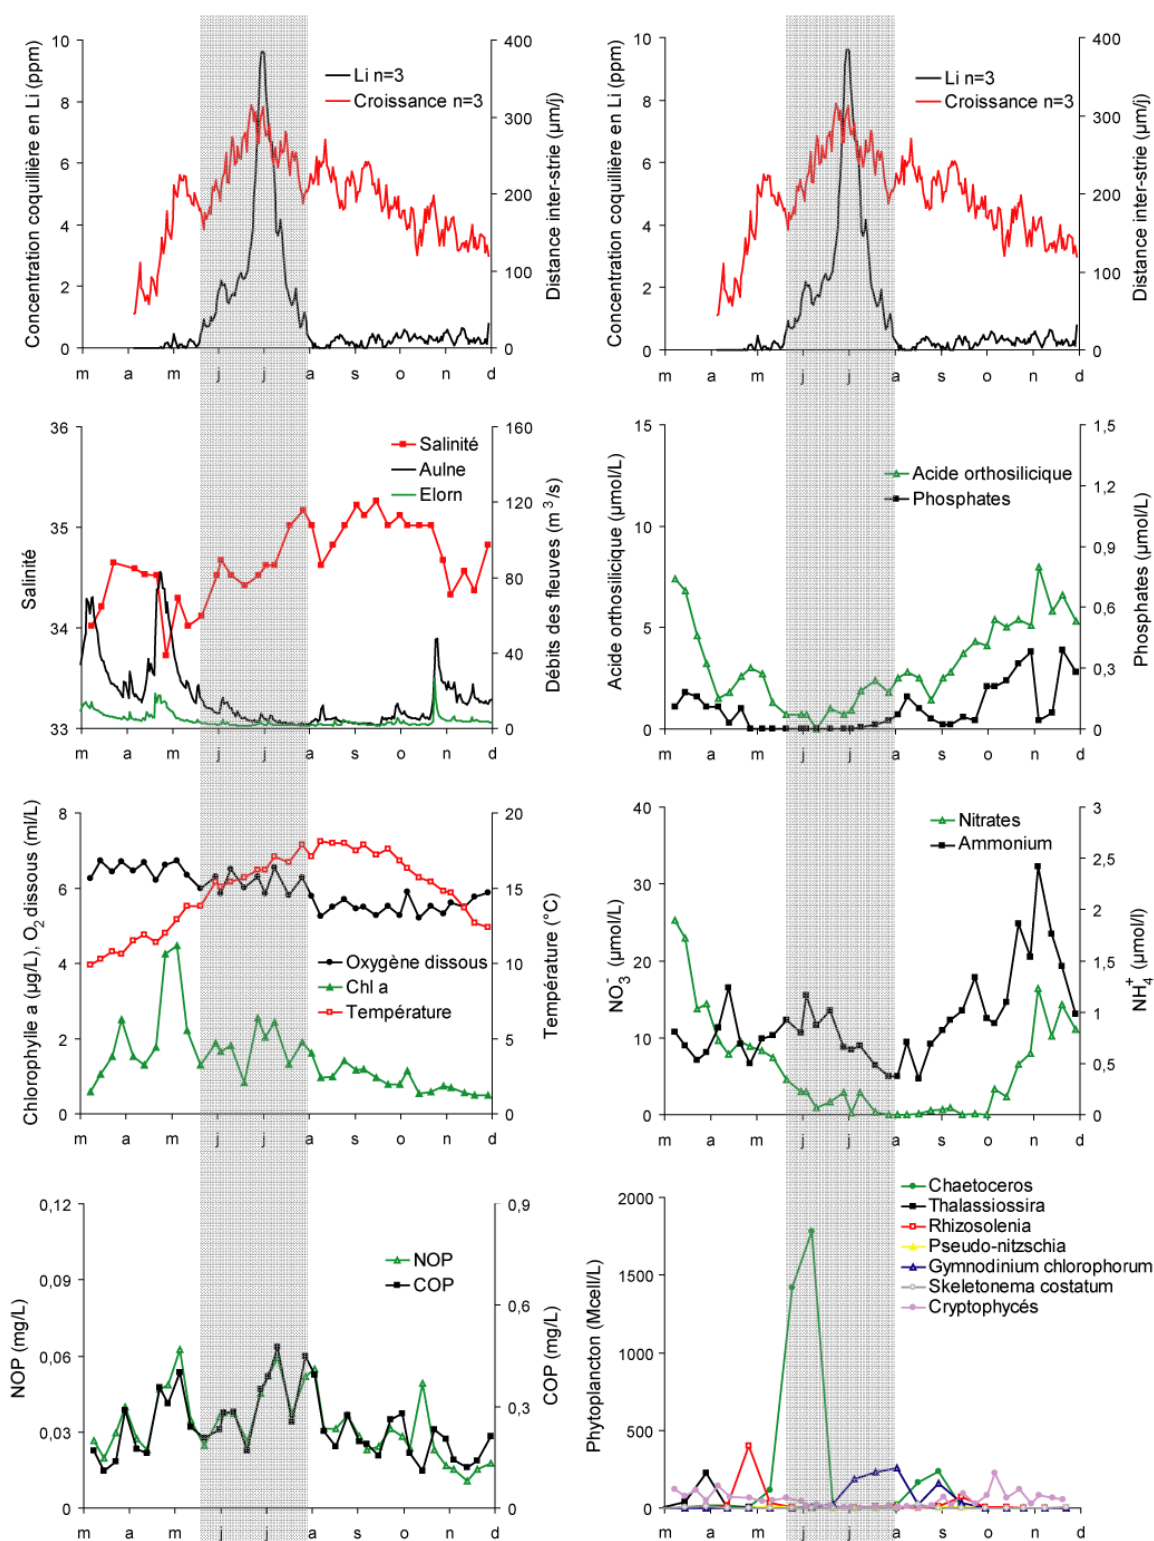 Concentration coquillière en Li (ppm)
10
8
6
4
2
0
400
300
200
100
0
Distance inter-strie (µm/j)
Li n=3
Croissance n=3
m a m j j a s o n d
Concentration coquillière en Li (ppm)
10
8
6
4
2
0
400
300
200
100
0
Distance inter-strie (µm/j)
Li n=3
Croissance n=3
m a m j j a s o n d
Salinité
36
35
34
33
160
120
80
40
0
Débits des fleuves (m³/s)
Salinité
Aulne
Elorn
m a m j j a s o n d
Acide orthosilicique (µmol/L)
15
10
5
0
1,5
1,2
0,9
0,6
0,3
0
Phosphates (µmol/L)
Acide orthosilicique
Phosphates
m a m j j a s o n d
Chlorophylle a (µg/L), O₂ dissous (ml/L)
8
6
4
2
0
20
15
10
5
0
Température (°C)
Oxygène dissous
Chl a
Température
m a m j j a s o n d
NO₃⁻ (µmol/L)
40
30
20
10
0
3
2,5
2
1,5
1
0,5
0
NH₄⁺ (µmol/l)
Nitrates
Ammonium
m a m j j a s o n d
NOP (mg/L)
0,12
0,09
0,06
0,03
0
0,9
0,6
0,3
0
COP (mg/L)
NOP
COP
m a m j j a s o n d
Phytoplancton (Mcell/L)
2000
1500
1000
500
0
Chaetoceros
Thalassiossira
Rhizosolenia
Pseudo-nitzschia
Gymnodinium chlorophorum
Skeletonema costatum
Cryptophycés
m a m j j a s o n d